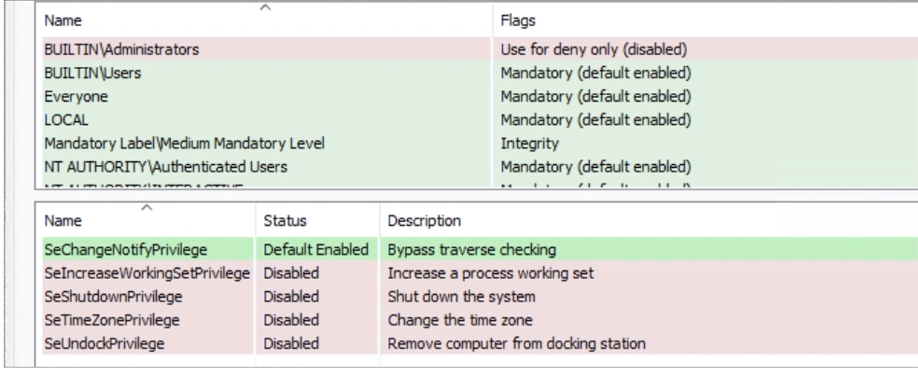 Name Flags
BUILTIN\Administrators Use for deny only (disabled)
BUILTIN\Users Mandatory (default enabled)
Everyone Mandatory (default enabled)
LOCAL Mandatory (default enabled)
Mandatory Label\Medium Mandatory Level Integrity
NT AUTHORITY\Authenticated Users Mandatory (default enabled)
Name Status Description
SeChangeNotifyPrivilege Default Enabled Bypass traverse checking
SeIncreaseWorkingSetPrivilege Disabled Increase a process working set
SeShutdownPrivilege Disabled Shut down the system
SeTimeZonePrivilege Disabled Change the time zone
SeUndockPrivilege Disabled Remove computer from docking station